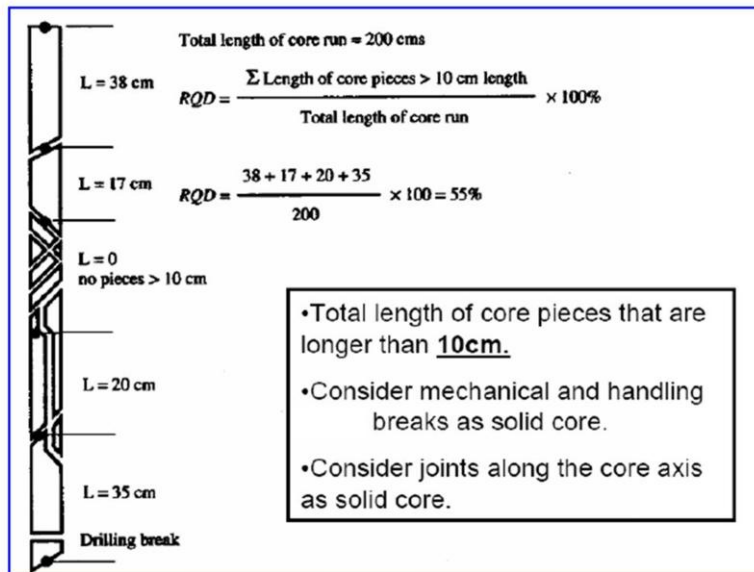 Total length of core run = 200 cms
L = 38 cm
RQD = Σ Length of core pieces > 10 cm length / Total length of core run × 100%
L = 17 cm
RQD = 38 + 17 + 20 + 35 / 200 × 100 = 55%
L = 0
no pieces > 10 cm
•Total length of core pieces that are
longer than 10cm.
•Consider mechanical and handling
breaks as solid core.
•Consider joints along the core axis
as solid core.
L = 20 cm
L = 35 cm
Drilling break